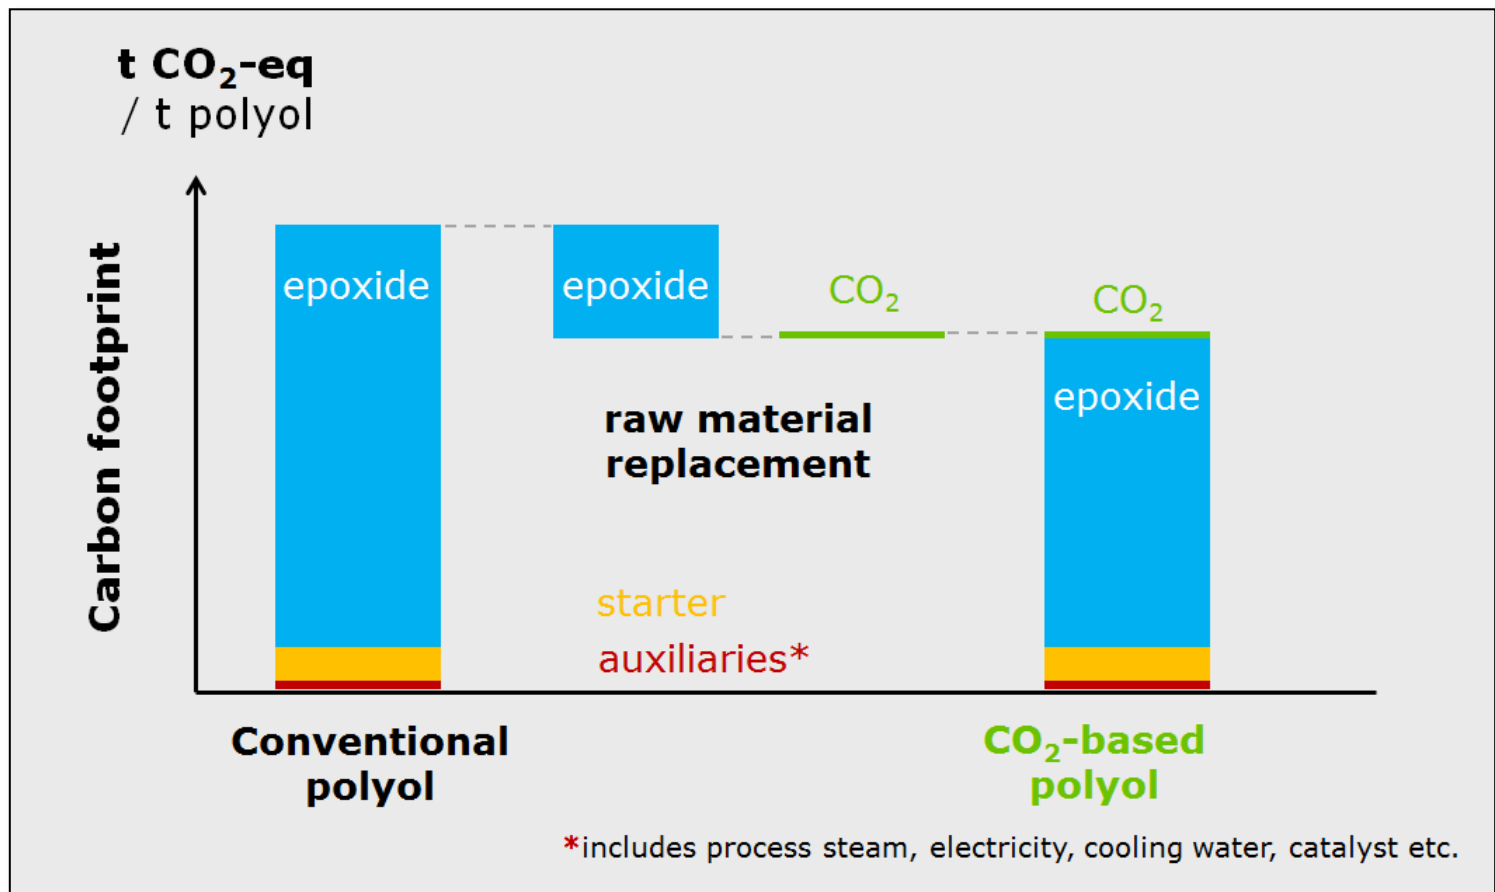 t CO₂-eq
/ t polyol
Carbon footprint
epoxide
epoxide
CO₂
CO₂
epoxide
raw material
replacement
starter
auxiliaries*
Conventional
polyol
CO₂-based
polyol
*includes process steam, electricity, cooling water, catalyst etc.